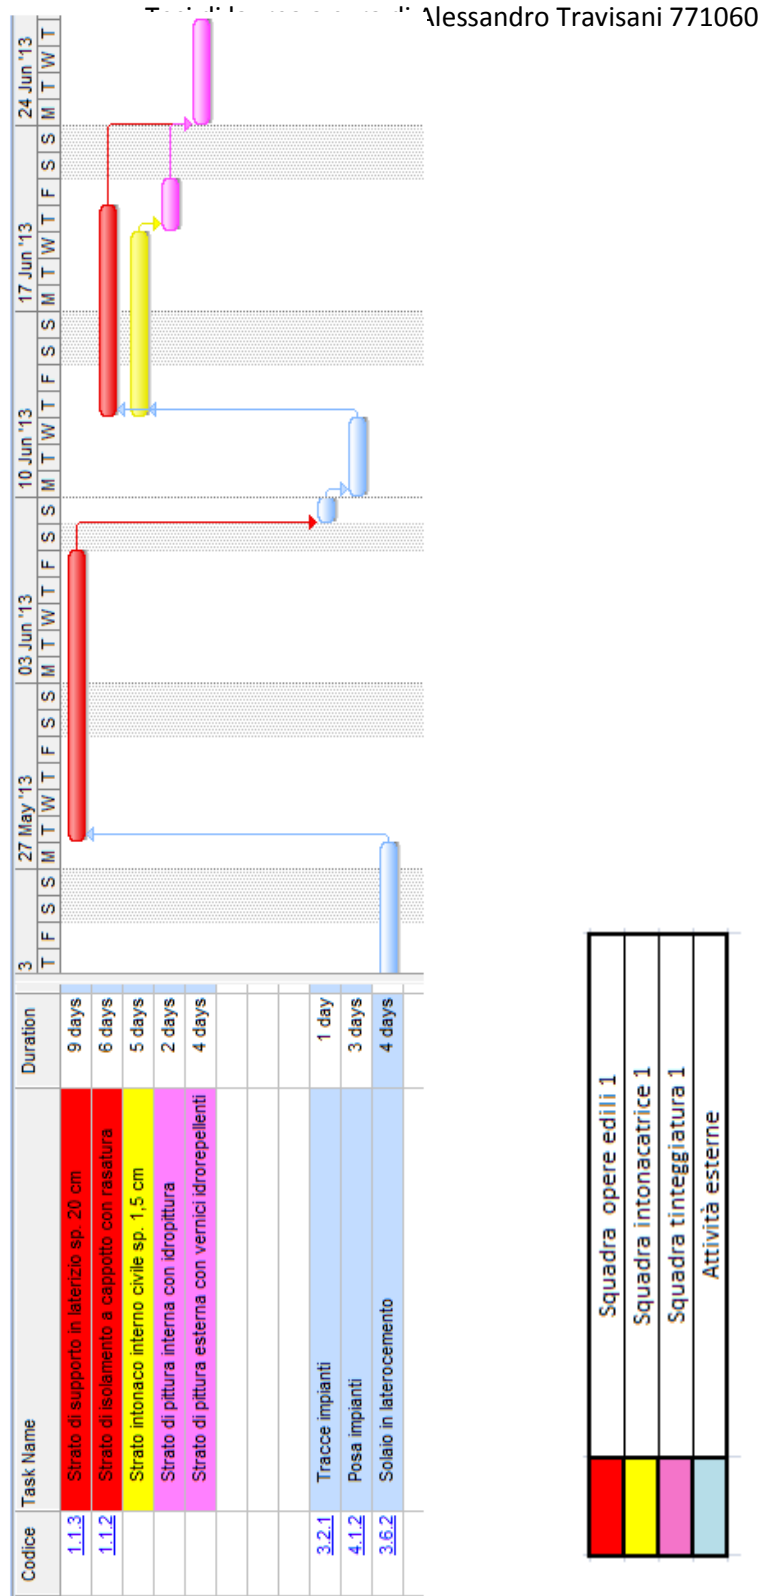 Alessandro Travisani 771060
Codice Task Name Duration 3 27 May '13 03 Jun '13 10 Jun '13 17 Jun '13 24 Jun '13
T F S S M T W T F S S M T W T F S S M T W T F S S M T W T F S S M T W T
1.1.3 Strato di supporto in laterizio sp. 20 cm 9 days
1.1.2 Strato di isolamento a cappotto con rasatura 6 days
Strato intonaco interno civile sp. 1,5 cm 5 days
Strato di pittura interna con idropittura 2 days
Strato di pittura esterna con vernici idrorepellenti 4 days
3.2.1 Tracce impianti 1 day
4.1.2 Posa impianti 3 days
3.6.2 Solaio in laterocemento 4 days
Squadra opere edili 1
Squadra intonacatrice 1
Squadra tinteggiatura 1
Attività esterne